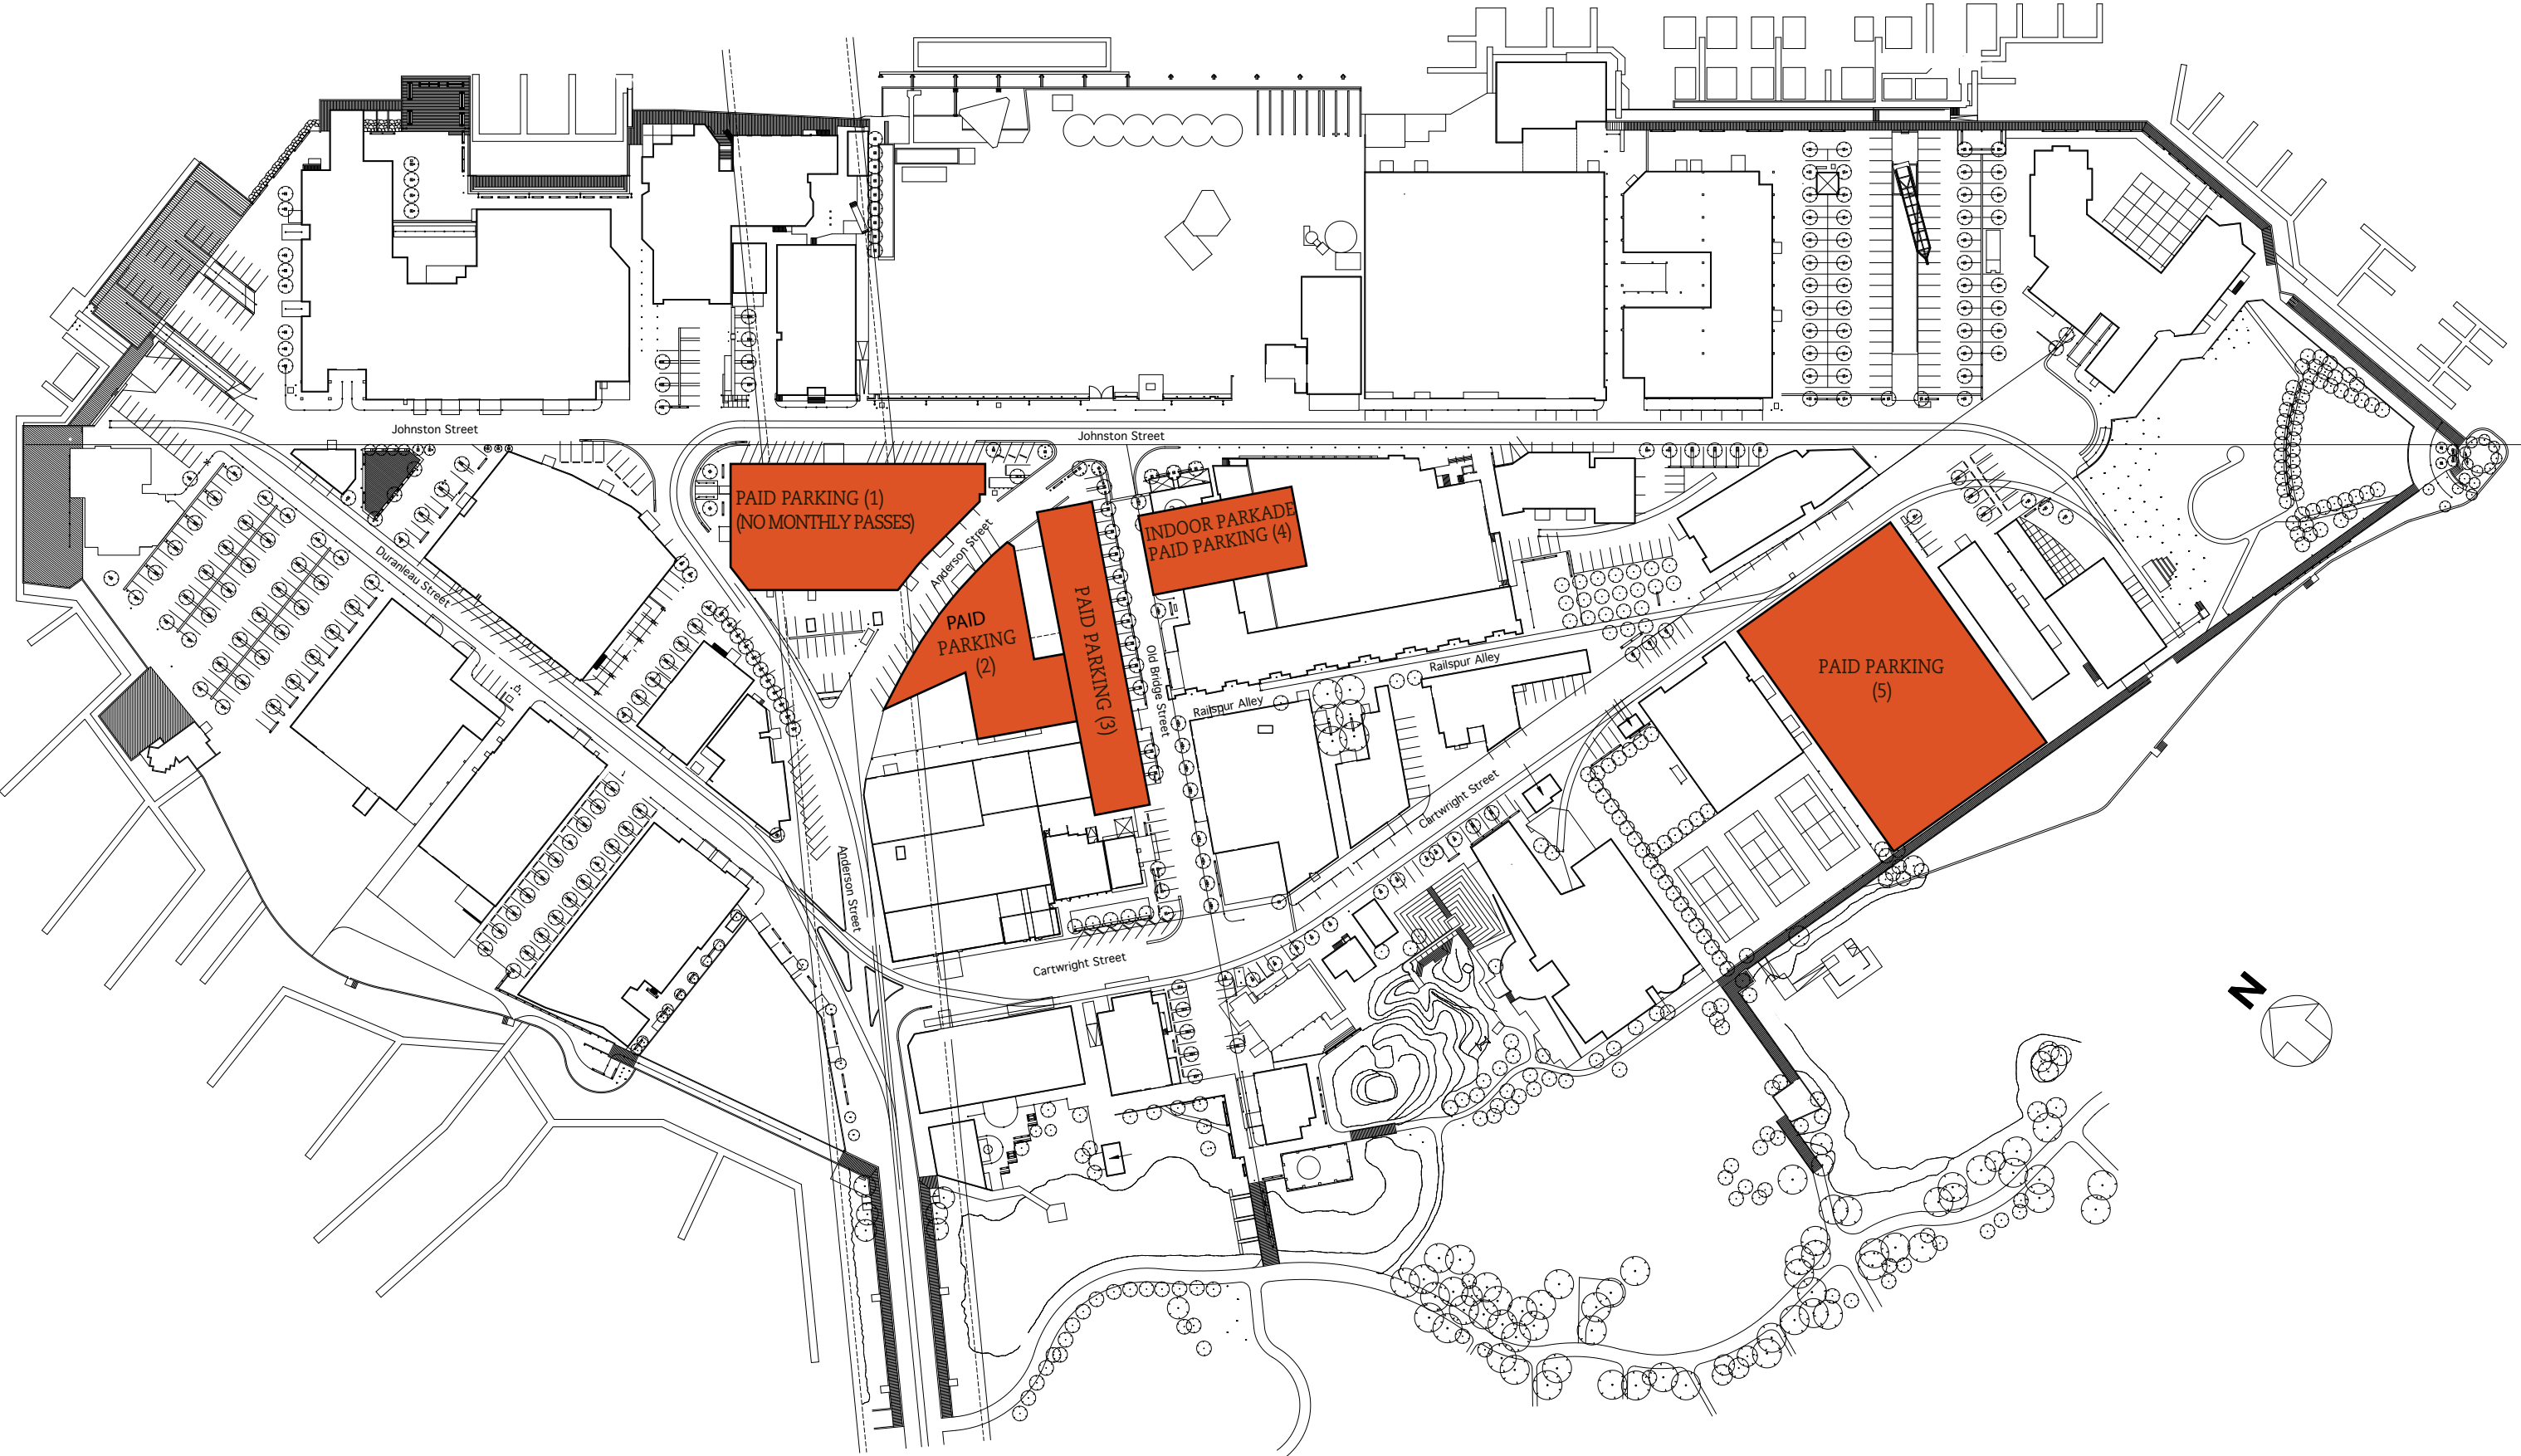 Johnston Street
Johnston Street
PAID PARKING (1)
(NO MONTHLY PASSES)
Anderson Street
INDOOR PARKADE
PAID PARKING (4)
Duranleau Street
PAID
PARKING
(2)
PAID PARKING (3)
Old Bridge Street
Railspur Alley
Railspur Alley
PAID PARKING
(5)
Cartwright Street
Anderson Street
Cartwright Street
N